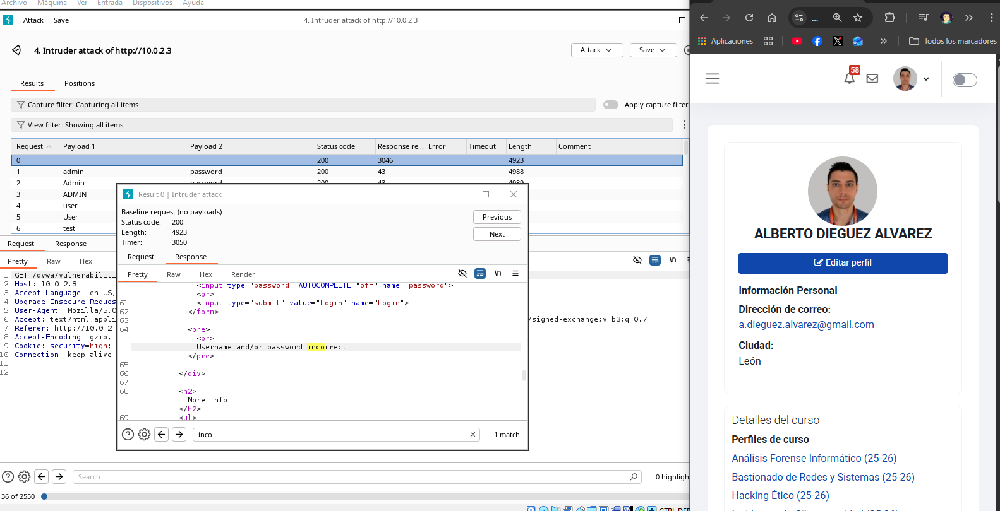 Archivo Máquina Ver Entrada Dispositivos Ayuda
Attack Save 4. Intruder attack of http://10.0.2.3
4. Intruder attack of http://10.0.2.3 Attack Save
Results Positions
Capture filter: Capturing all items Apply capture filter
View filter: Showing all items
Request Payload 1 Payload 2 Status code Response re... Error Timeout Length Comment
0 200 3046 4923
1 admin password 200 43 4988
2 Admin password 200 43 4989
3 ADMIN
4 user
5 User
6 test
Request Response
Pretty Raw Hex \n
1 GET /dvwa/vulnerabiliti
2 Host: 10.0.2.3
3 Accept-Language: en-US,
4 Upgrade-Insecure-Reques
5 User-Agent: Mozilla/5.0
6 Accept: text/html,appli /signed-exchange;v=b3;q=0.7
7 Referer: http://10.0.2.
8 Accept-Encoding: gzip,
9 Cookie: security=high;
10 Connection: keep-alive
11
12
Search 0 highligh
36 of 2550
Result 0 | Intruder attack
Baseline request (no payloads)
Status code: 200
Length: 4923
Timer: 3050
Previous
Next
Request Response
Pretty Raw Hex Render \n
<input type="password" AUTOCOMPLETE="off" name="password">
<br>
61 <input type="submit" value="Login" name="Login">
62 </form>
63
64 <pre>
<br>
Username and/or password incorrect.
</pre>
65
66 </div>
67
68 <h2>
More info
</h2>
69 <ul>
inco 1 match
CTRL DER
...
Aplicaciones Todos los marcadores
58
ALBERTO DIEGUEZ ALVAREZ
Editar perfil
Información Personal
Dirección de correo:
a.dieguez.alvarez@gmail.com
Ciudad:
León
Detalles del curso
Perfiles de curso
Análisis Forense Informático (25-26)
Bastionado de Redes y Sistemas (25-26)
Hacking Ético (25-26)